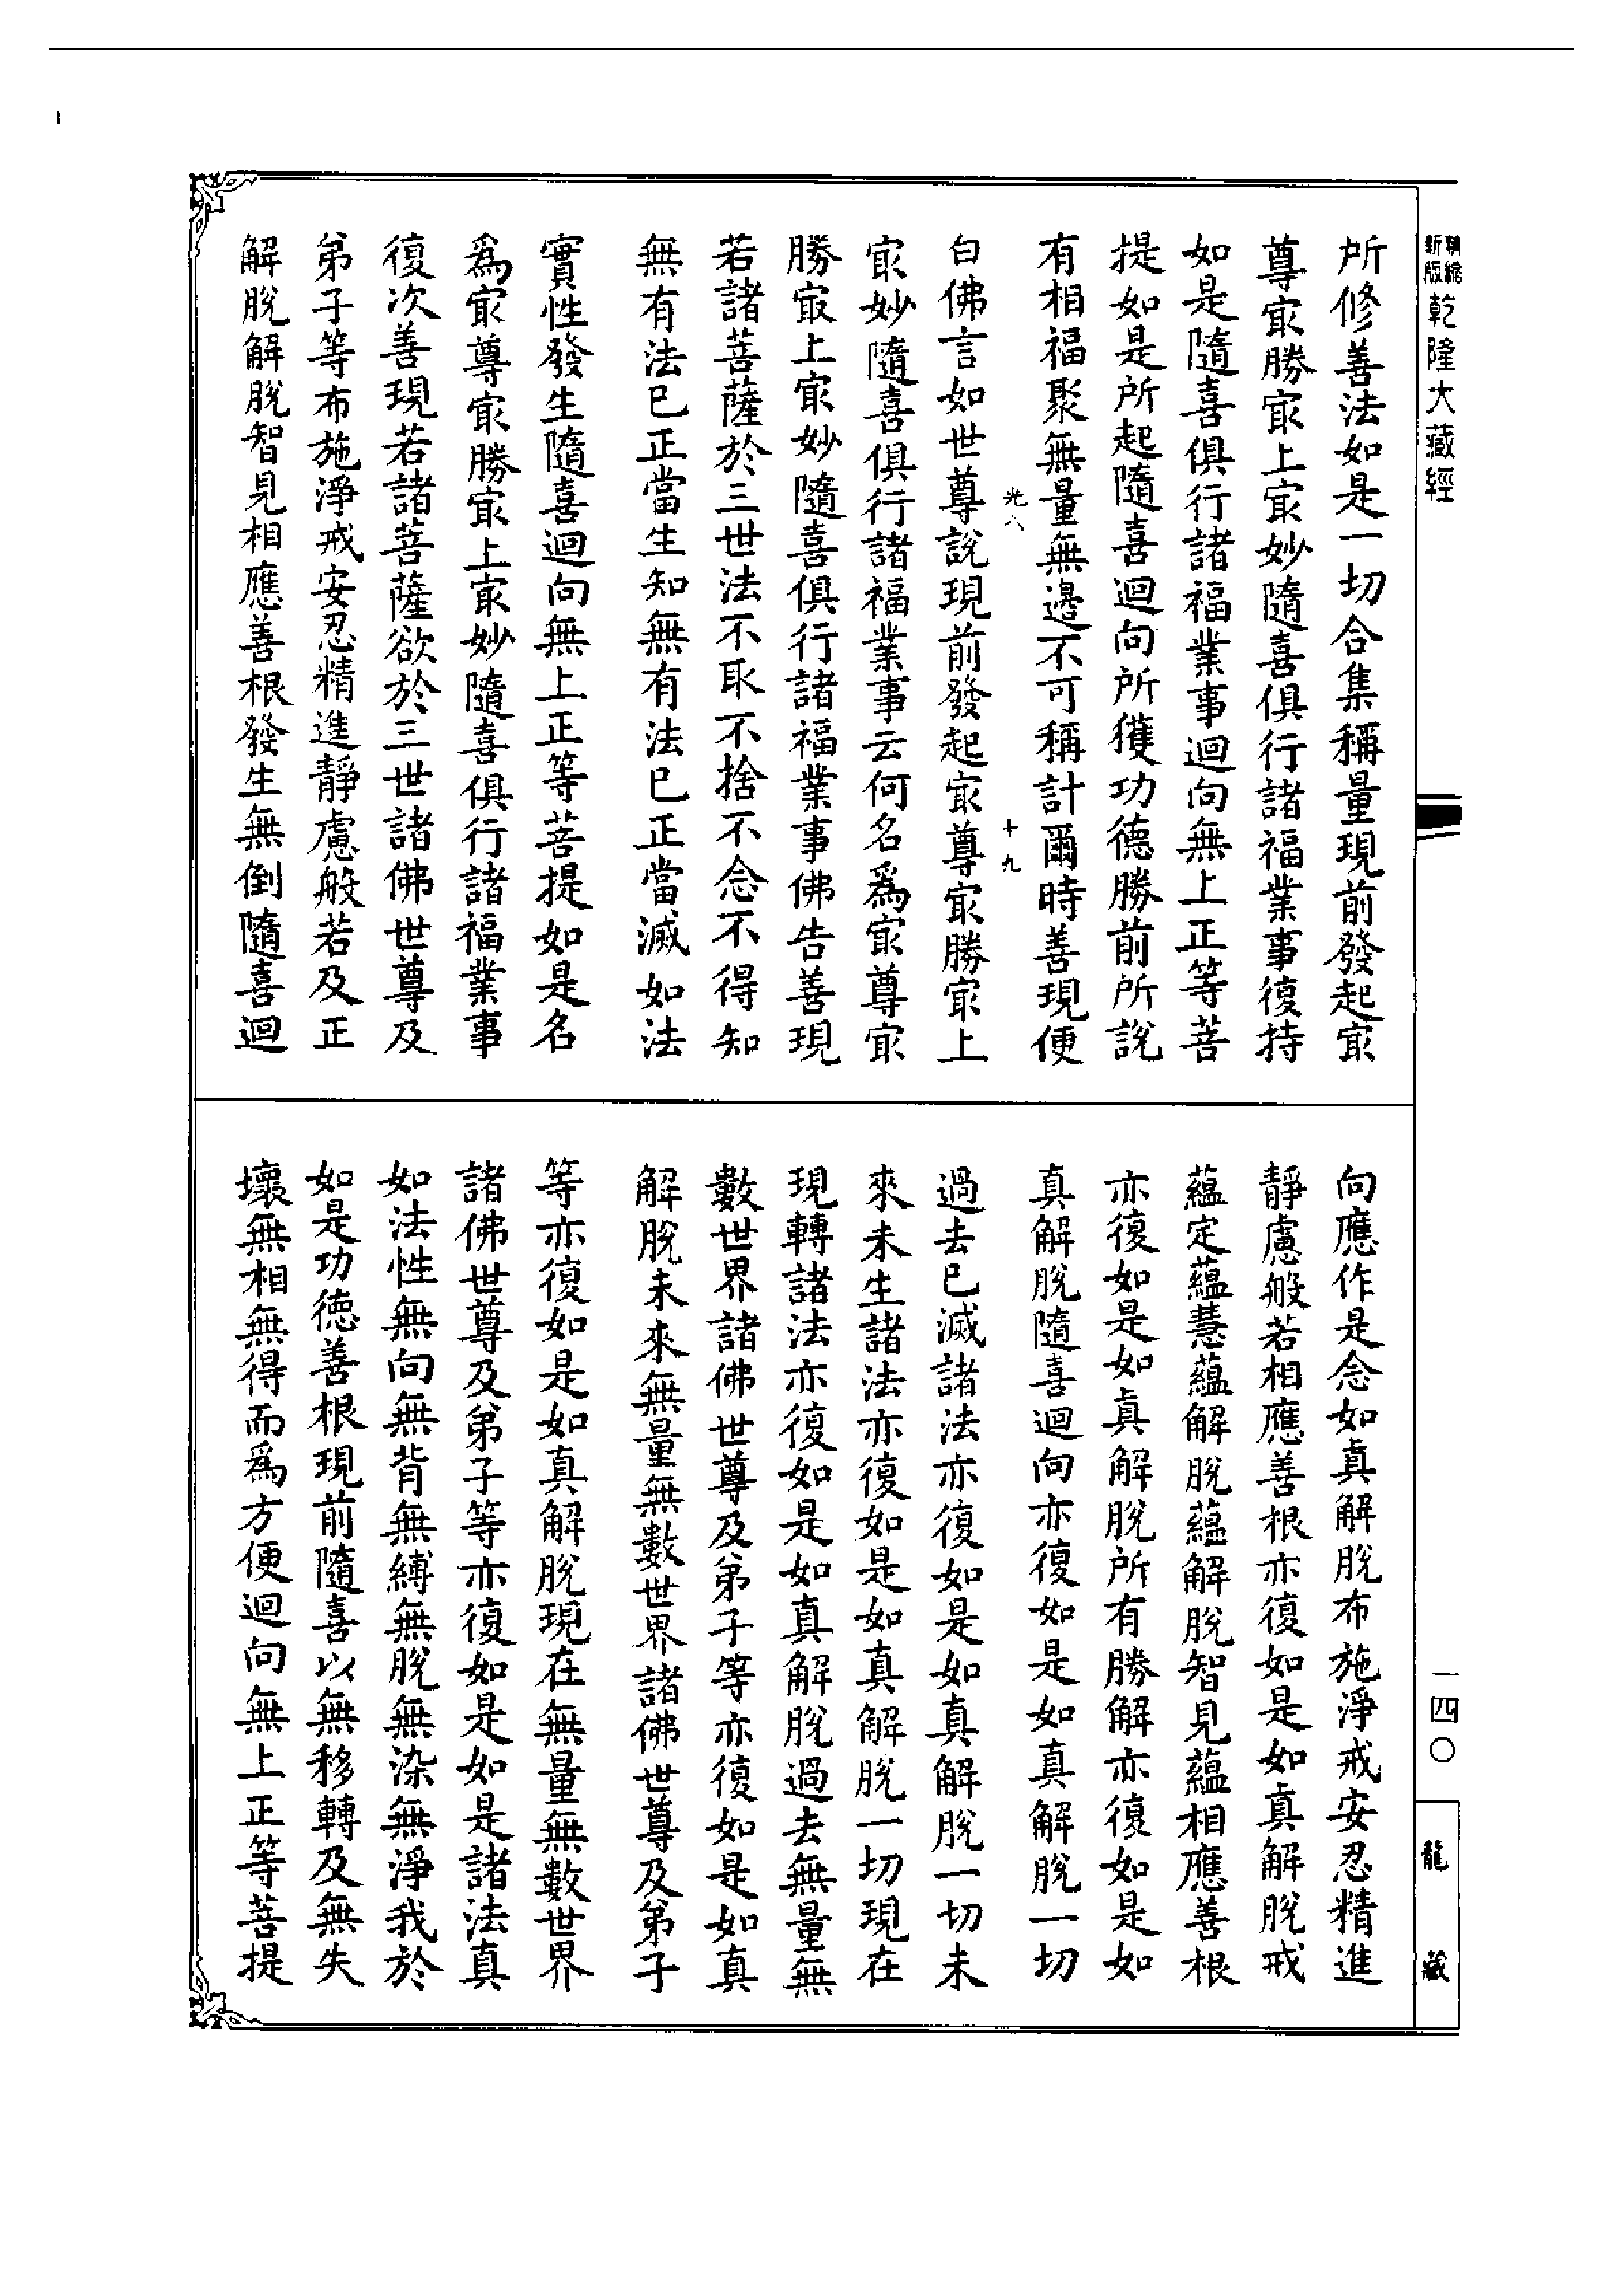 精縮新版 乾隆大藏經
所修善法如是一切合集稱量現前發起㝡
尊㝡勝㝡上㝡妙隨喜俱行諸福業事復持
如是隨喜俱行諸福業事迴向無上正等菩
提如是所起隨喜迴向所獲功德勝前所說
有相福聚無量無邊不可稱計爾時善現便
光六 十九
白佛言如世尊說現前發起㝡尊㝡勝㝡上
㝡妙隨喜俱行諸福業事云何名爲㝡尊㝡
勝㝡上㝡妙隨喜俱行諸福業事佛告善現
若諸菩薩於三世法不取不捨不念不得知
無有法已正當生知無有法已正當滅如法
實性發生隨喜迴向無上正等菩提如是名
爲㝡尊㝡勝㝡上㝡妙隨喜俱行諸福業事
復次善現若諸菩薩欲於三世諸佛世尊及
弟子等布施淨戒安忍精進靜慮般若及正
解脫解脫智見相應善根發生無倒隨喜迴
向應作是念如真解脫布施淨戒安忍精進
靜慮般若相應善根亦復如是如真解脫戒
蘊定蘊慧蘊解脫蘊解脫智見蘊相應善根
亦復如是如真解脫所有勝解亦復如是如
真解脫隨喜迴向亦復如是如真解脫一切
過去已滅諸法亦復如是如真解脫一切未
來未生諸法亦復如是如真解脫一切現在
現轉諸法亦復如是如真解脫過去無量無
數世界諸佛世尊及弟子等亦復如是如真
解脫未來無量無數世界諸佛世尊及弟子
等亦復如是如真解脫現在無量無數世界
諸佛世尊及弟子等亦復如是如是諸法真
如法性無向無背無縛無脫無染無淨我於
如是功德善根現前隨喜以無移轉及無失
壞無相無得而爲方便迴向無上正等菩提
一四〇
龍藏